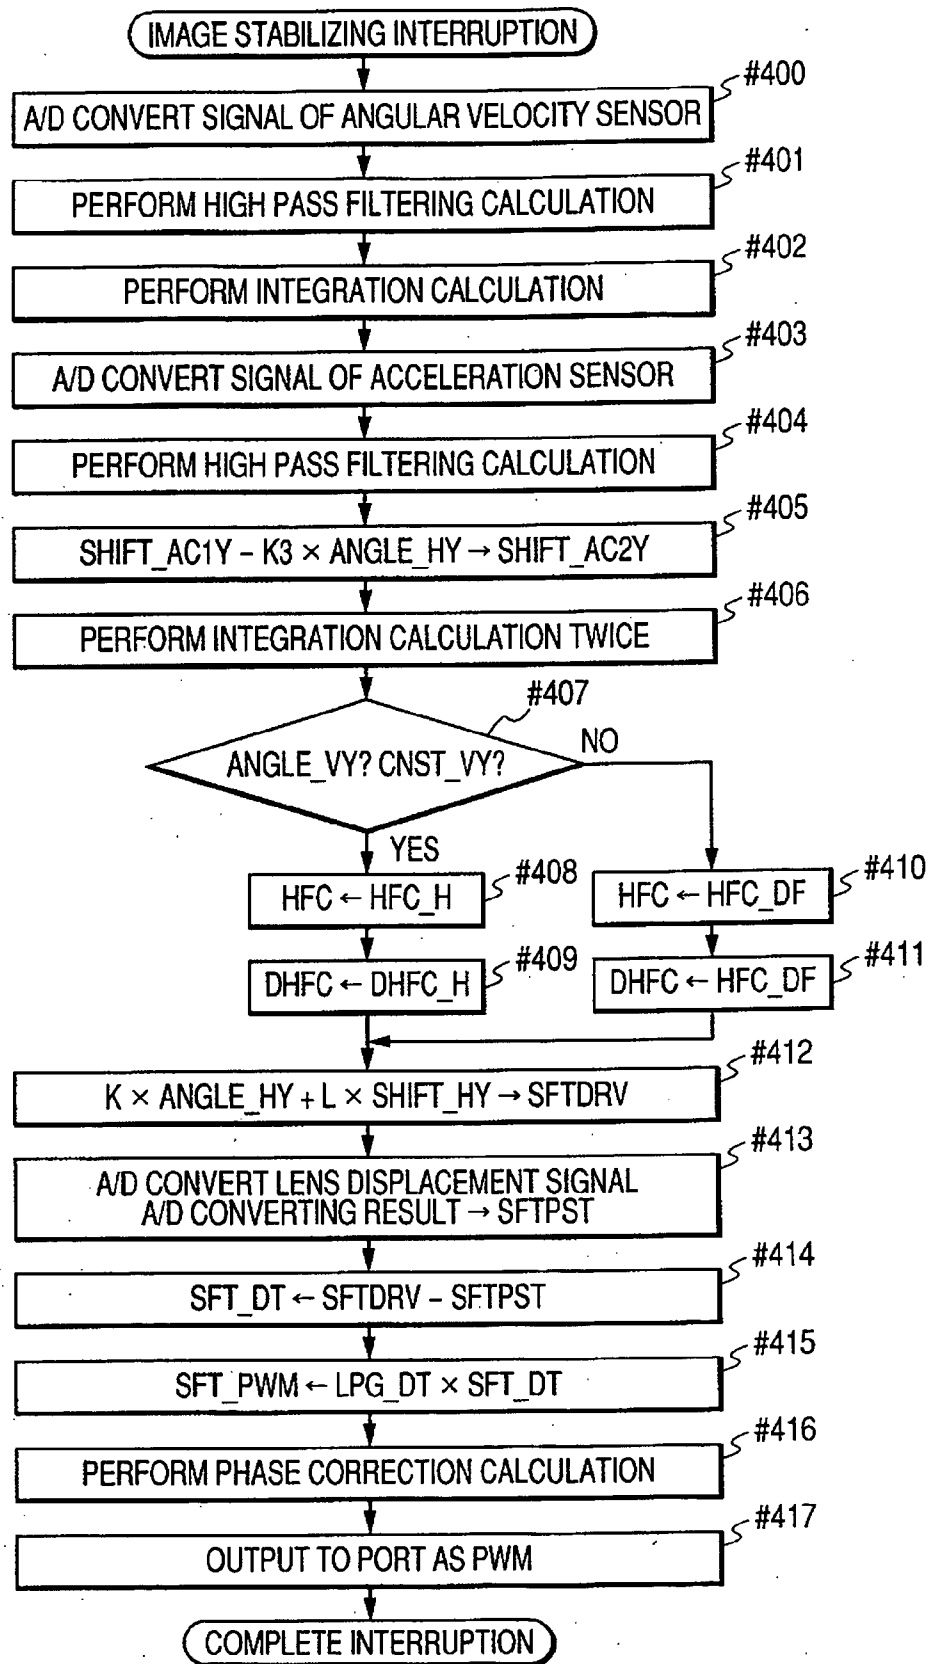 IMAGE STABILIZING INTERRUPTION
#400
A/D CONVERT SIGNAL OF ANGULAR VELOCITY SENSOR
#401
PERFORM HIGH PASS FILTERING CALCULATION
#402
PERFORM INTEGRATION CALCULATION
#403
A/D CONVERT SIGNAL OF ACCELERATION SENSOR
#404
PERFORM HIGH PASS FILTERING CALCULATION
#405
SHIFT_AC1Y – K3 × ANGLE_HY → SHIFT_AC2Y
#406
PERFORM INTEGRATION CALCULATION TWICE
#407
ANGLE_VY? CNST_VY?
NO
YES
#408
HFC ← HFC_H
#410
HFC ← HFC_DF
#409
DHFC ← DHFC_H
#411
DHFC ← HFC_DF
#412
K × ANGLE_HY + L × SHIFT_HY → SFTDRV
#413
A/D CONVERT LENS DISPLACEMENT SIGNAL
A/D CONVERTING RESULT → SFTPST
#414
SFT_DT ← SFTDRV – SFTPST
#415
SFT_PWM ← LPG_DT × SFT_DT
#416
PERFORM PHASE CORRECTION CALCULATION
#417
OUTPUT TO PORT AS PWM
COMPLETE INTERRUPTION